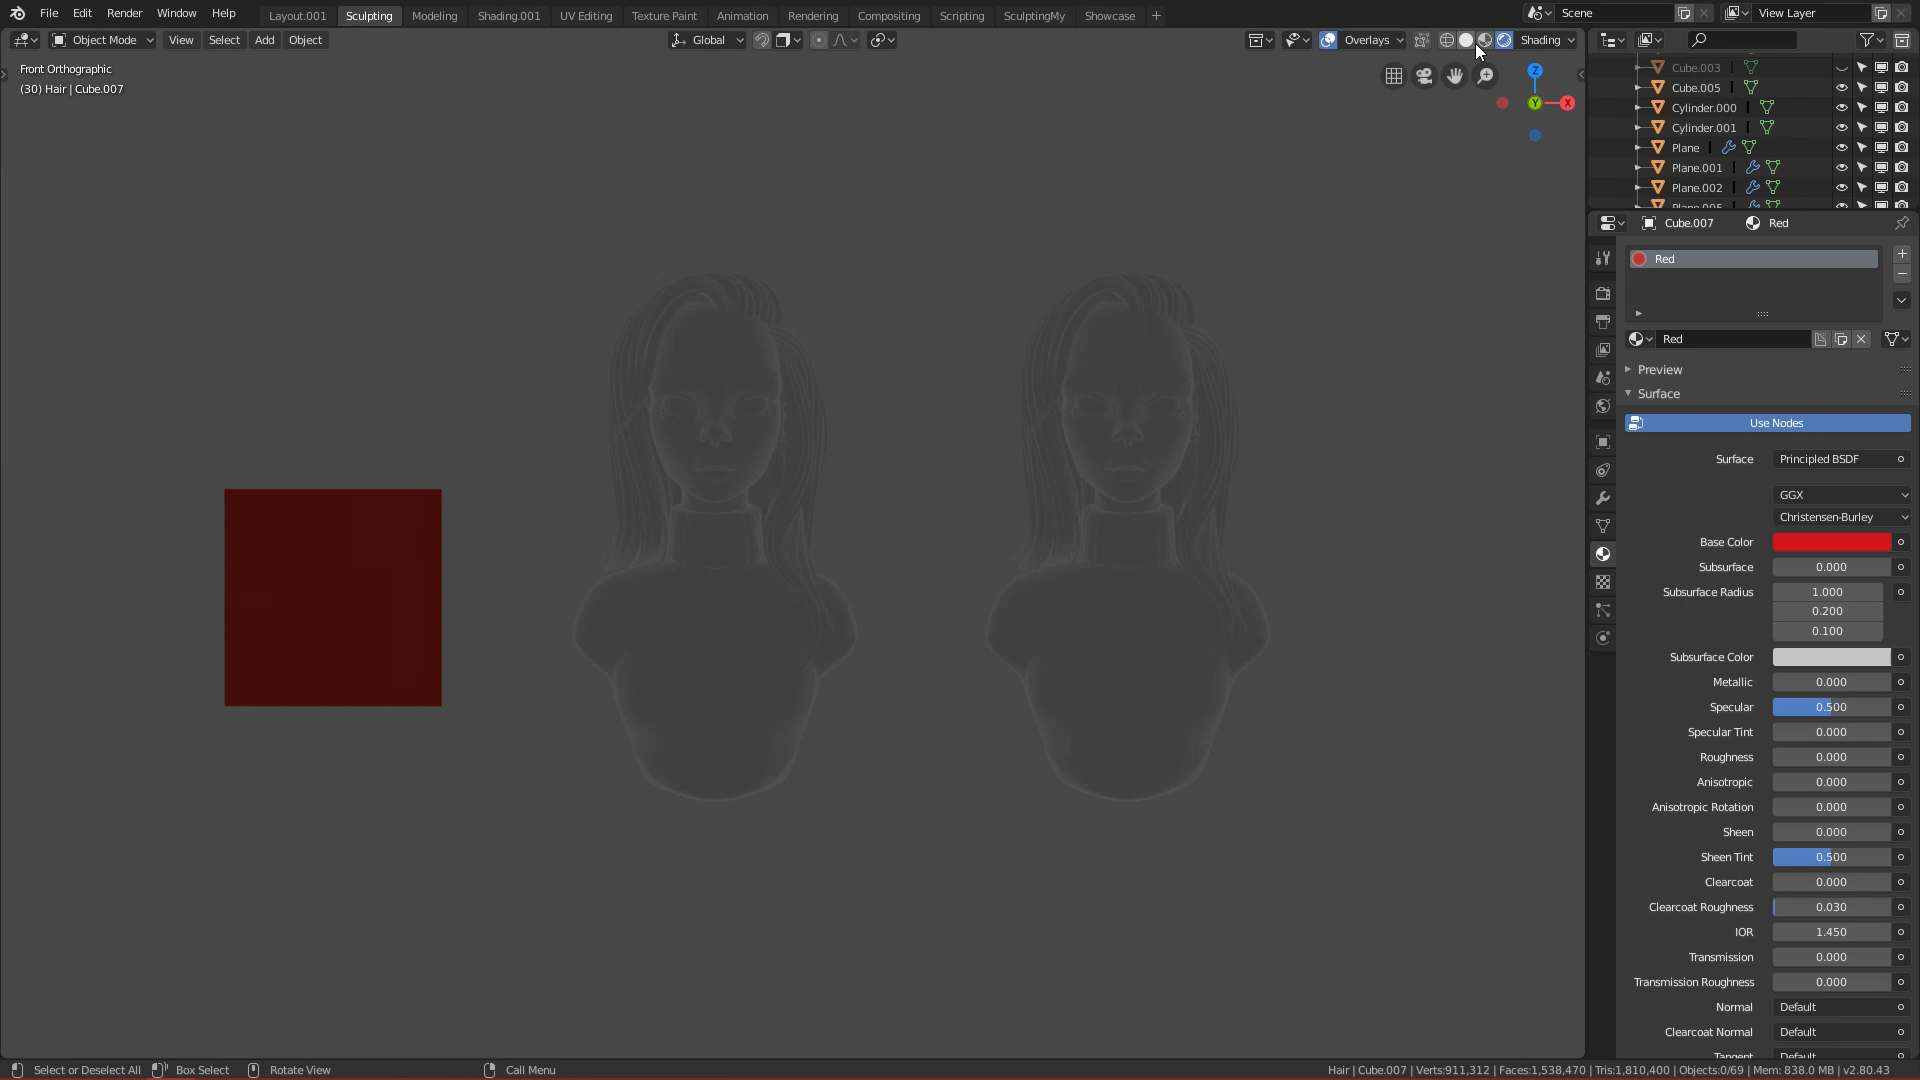 File Edit Render Window Help Layout.001 Sculpting Modeling Shading.001 UV Editing Texture Paint Animation Rendering Compositing Scripting SculptingMy Showcase + Scene View Layer
Object Mode View Select Add Object Global Overlays Shading
Front Orthographic
(30) Hair | Cube.007
Z
Y X
Cube.003
Cube.005
Cylinder.000
Cylinder.001
Plane
Plane.001
Plane.002
Plane.005
Cube.007 Red
Red
Red
Preview
Surface
Use Nodes
Surface Principled BSDF
GGX
Christensen-Burley
Base Color
Subsurface 0.000
Subsurface Radius 1.000
0.200
0.100
Subsurface Color
Metallic 0.000
Specular 0.500
Specular Tint 0.000
Roughness 0.000
Anisotropic 0.000
Anisotropic Rotation 0.000
Sheen 0.000
Sheen Tint 0.500
Clearcoat 0.000
Clearcoat Roughness 0.030
IOR 1.450
Transmission 0.000
Transmission Roughness 0.000
Normal Default
Clearcoat Normal Default
Tangent Default
Select or Deselect All Box Select Rotate View Call Menu Hair | Cube.007 | Verts:911,312 | Faces:1,538,470 | Tris:1,810,400 | Objects:0/69 | Mem: 838.0 MB | v2.80.43